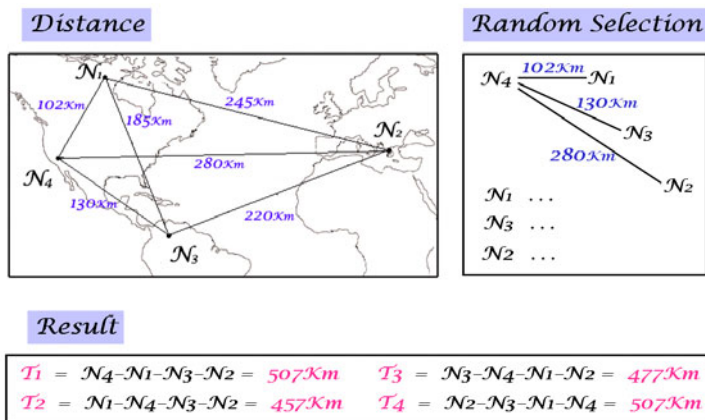 Distance
N1
102Km
185Km
245Km
N2
N4
280Km
130Km
220Km
N3
Random Selection
102Km
N4
N1
130Km
N3
280Km
N2
N1 ...
N3 ...
N2 ...
Result
T1 = N4-N1-N3-N2 = 507Km
T3 = N3-N4-N1-N2 = 477Km
T2 = N1-N4-N3-N2 = 457Km
T4 = N2-N3-N1-N4 = 507Km